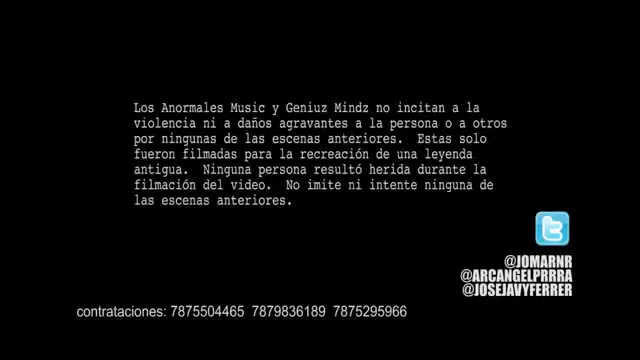 Los Anormales Music y Geniuz Mindz no incitan a la
violencia ni a daños agravantes a la persona o a otros
por ningunas de las escenas anteriores. Estas solo
fueron filmadas para la recreación de una leyenda
antigua. Ninguna persona resultó herida durante la
filmación del video. No imite ni intente ninguna de
las escenas anteriores.
@JOMARNR
@ARCANGELPRRRA
@JOSEJAVYFERRER
contrataciones: 7875504465 7879836189 7875295966